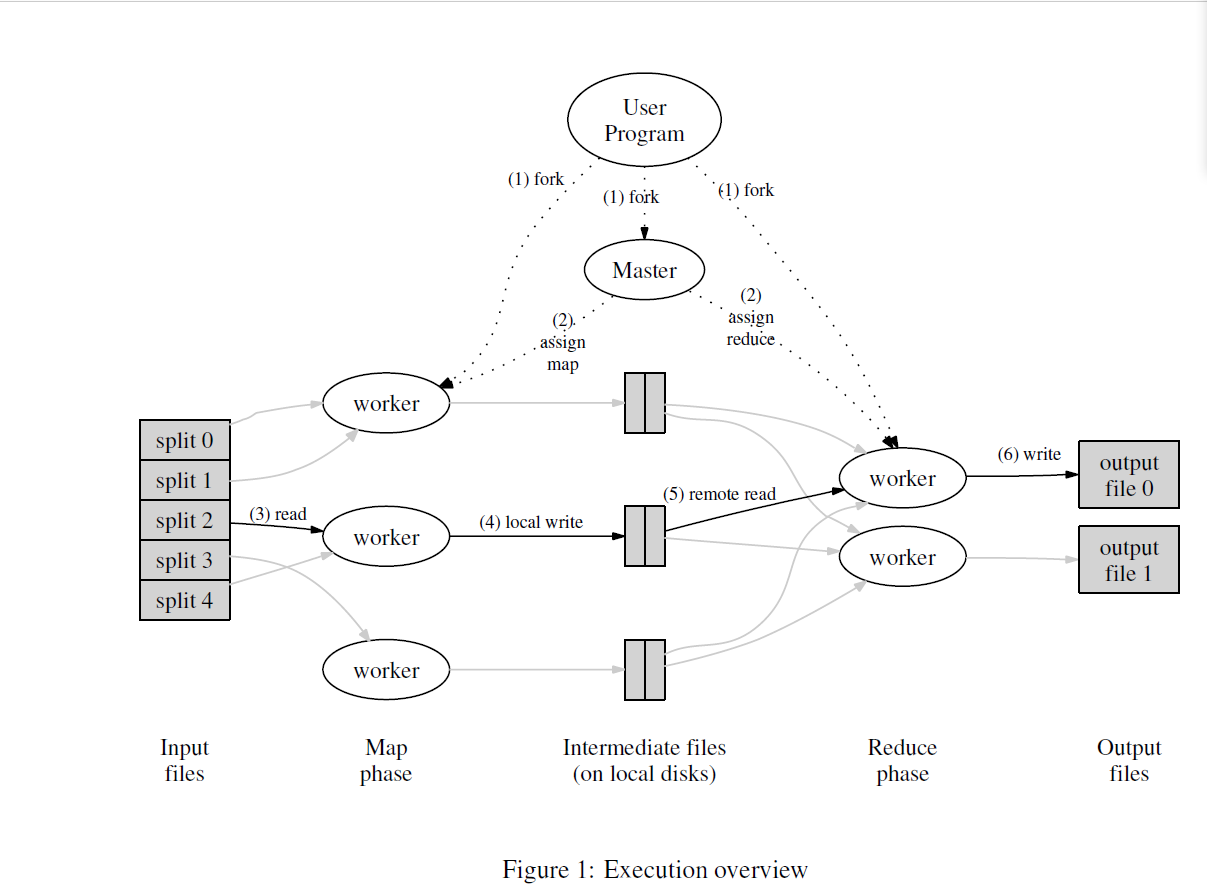 User
Program
(1) fork
(1) fork
(1) fork
Master
(2)
assign
map
(2)
assign
reduce
worker
split 0
split 1
split 2
split 3
split 4
(3) read
worker
(4) local write
worker
(5) remote read
worker
worker
(6) write
output
file 0
output
file 1
Input
files
Map
phase
Intermediate files
(on local disks)
Reduce
phase
Output
files
Figure 1: Execution overview